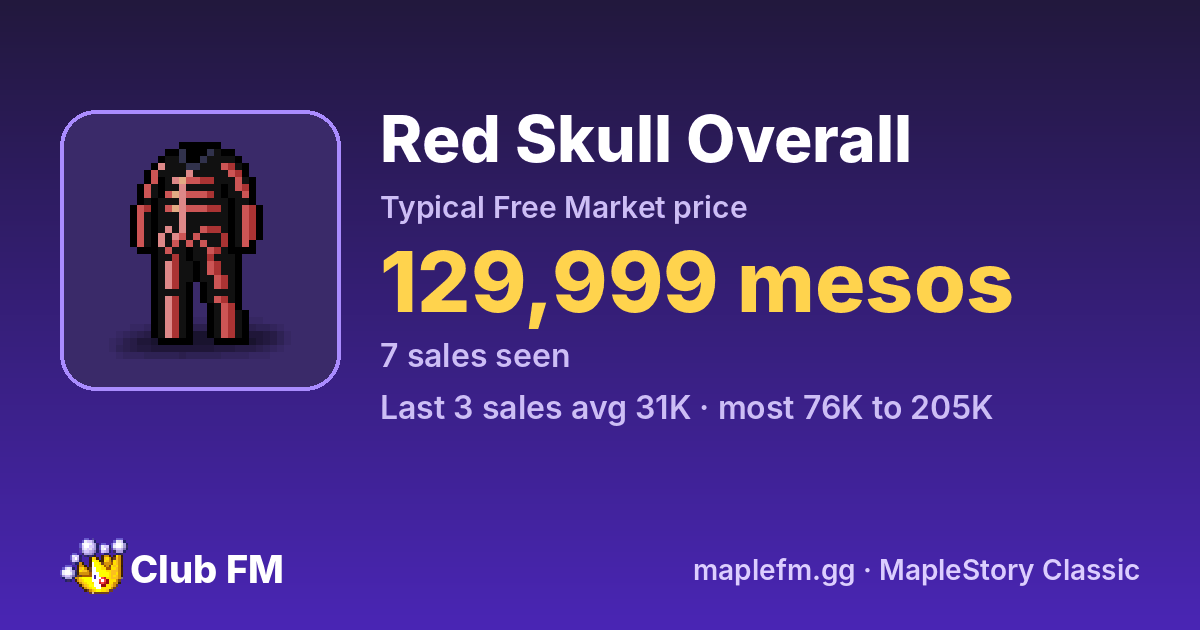 Red Skull Overall
Typical Free Market price
129,999 mesos
7 sales seen
Last 3 sales avg 31K · most 76K to 205K
Club FM
maplefm.gg · MapleStory Classic